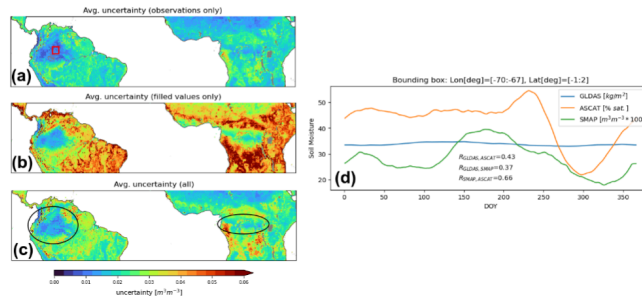 Avg. uncertainty (observations only)
(a)
Avg. uncertainty (filled values only)
(b)
Avg. uncertainty (all)
(c)
0.00 0.01 0.02 0.03 0.04 0.05 0.06
uncertainty [m³m⁻³]
Bounding box: Lon[deg]=[-70:-67], Lat[deg]=[-1:2]
GLDAS [kg/m²]
ASCAT [% sat.]
SMAP [m³m⁻³*100]
Soil Moisture
50
40
30
20
R_GLDAS,ASCAT=0.43
R_GLDAS,SMAP=0.37
R_SMAP,ASCAT=0.66
(d)
0 50 100 150 200 250 300 350
DOY